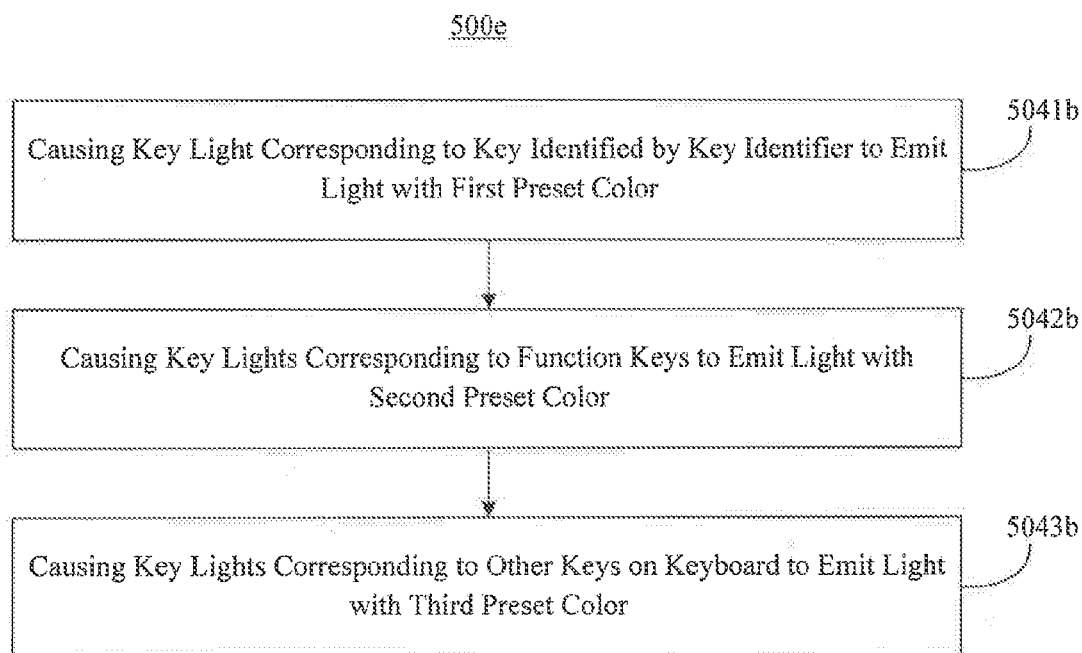 500e
5041b
Causing Key Light Corresponding to Key Identified by Key Identifier to Emit
Light with First Preset Color
5042b
Causing Key Lights Corresponding to Function Keys to Emit Light with
Second Preset Color
5043b
Causing Key Lights Corresponding to Other Keys on Keyboard to Emit Light
with Third Preset Color